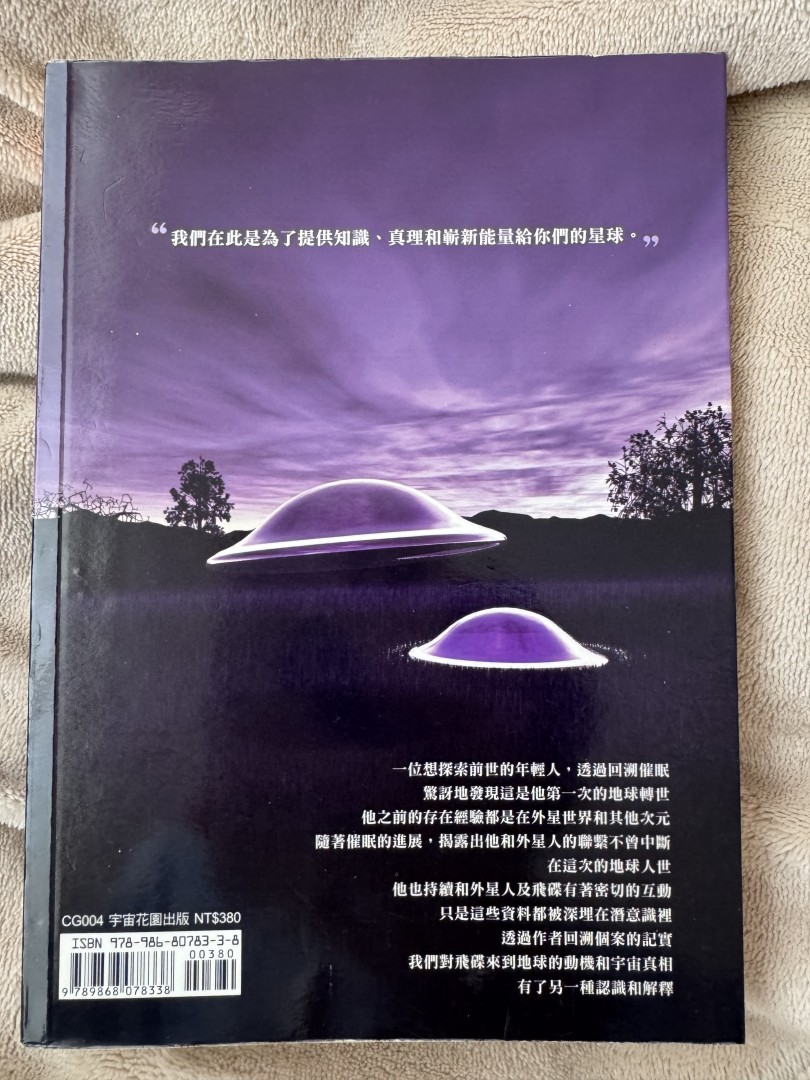 “我們在此是為了提供知識、真理和嶄新能量給你們的星球。”
一位想探索前世的年輕人，透過回溯催眠
驚訝地發現這是他第一次的地球轉世
他之前的存在經驗都是在外星世界和其他次元
隨著催眠的進展，揭露出他和外星人的聯繫不曾中斷
在這次的地球人世
他也持續和外星人及飛碟有著密切的互動
只是這些資料都被深埋在潛意識裡
透過作者回溯個案的記實
我們對飛碟來到地球的動機和宇宙真相
有了另一種認識和解釋
CG004 宇宙花園出版 NT$380
ISBN 978-986-80783-3-8
00380
9 789868 078338